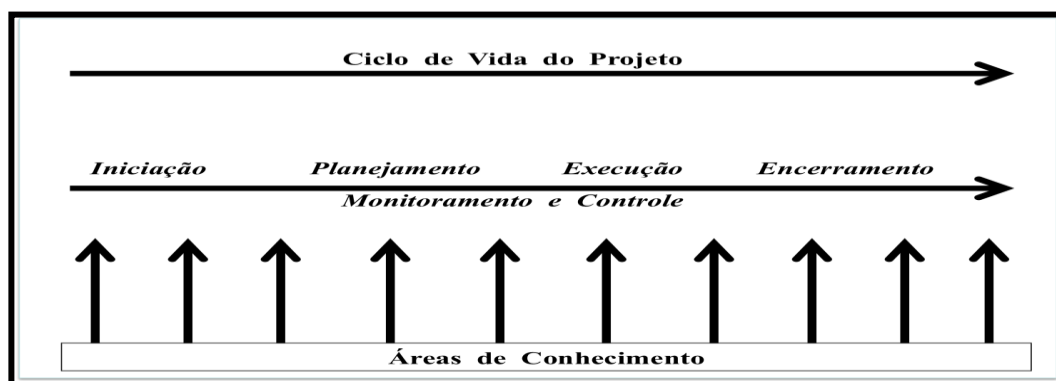 Ciclo de Vida do Projeto
Iniciação Planejamento Execução Encerramento
Monitoramento e Controle
Áreas de Conhecimento